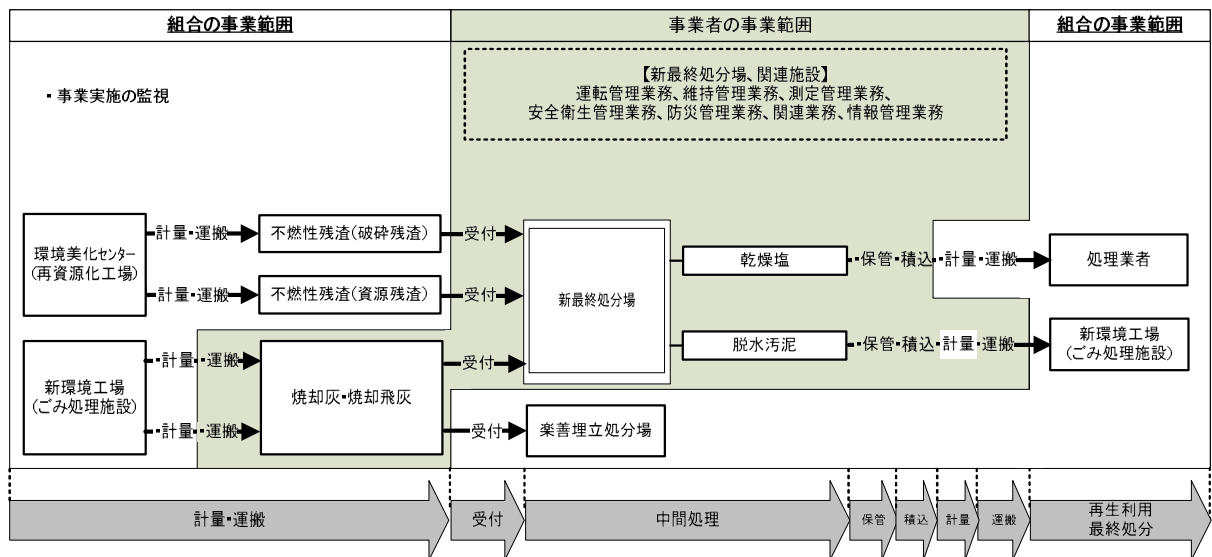 組合の事業範囲
事業者の事業範囲
組合の事業範囲
・事業実施の監視
【新最終処分場、関連施設】
運転管理業務、維持管理業務、測定管理業務、
安全衛生管理業務、防災管理業務、関連業務、情報管理業務
環境美化センター
(再資源化工場)
計量・運搬
不燃性残渣(破砕残渣)
受付
計量・運搬
不燃性残渣(資源残渣)
受付
新最終処分場
乾燥塩
・保管・積込・計量・運搬
処理業者
新環境工場
(ごみ処理施設)
計量・運搬
計量・運搬
焼却灰・焼却飛灰
受付
受付
脱水汚泥
・保管・積込・計量・運搬
新環境工場
(ごみ処理施設)
楽善埋立処分場
計量・運搬
受付
中間処理
保管
積込
計量
運搬
再生利用
最終処分